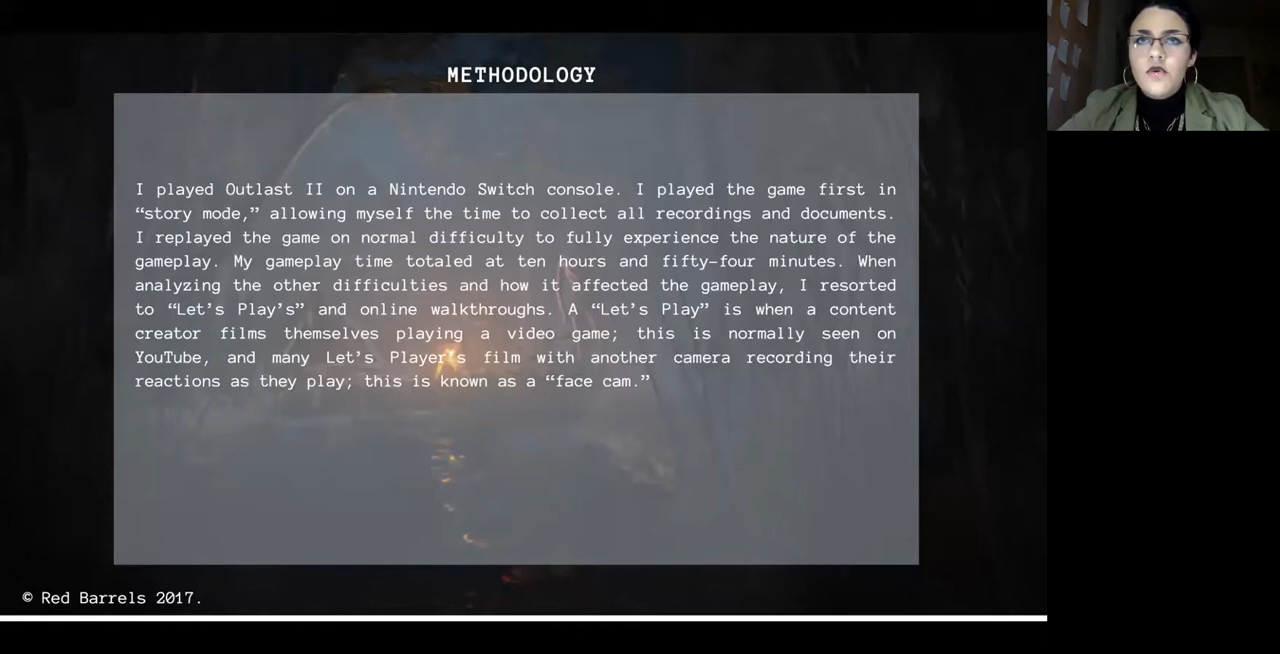 METHODOLOGY
I played Outlast II on a Nintendo Switch console. I played the game first in
“story mode,” allowing myself the time to collect all recordings and documents.
I replayed the game on normal difficulty to fully experience the nature of the
gameplay. My gameplay time totaled at ten hours and fifty-four minutes. When
analyzing the other difficulties and how it affected the gameplay, I resorted
to “Let’s Play’s” and online walkthroughs. A “Let’s Play” is when a content
creator films themselves playing a video game; this is normally seen on
YouTube, and many Let’s Player’s film with another camera recording their
reactions as they play; this is known as a “face cam.”
© Red Barrels 2017.